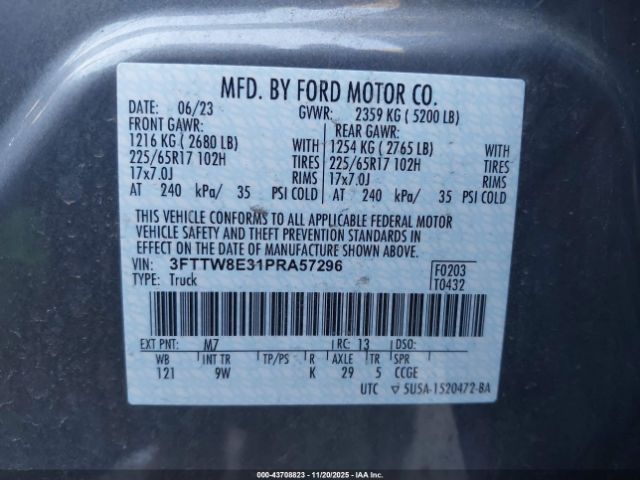 MFD. BY FORD MOTOR CO.
DATE: 06/23 GVWR: 2359 KG ( 5200 LB)
FRONT GAWR: REAR GAWR:
1216 KG ( 2680 LB) WITH 1254 KG ( 2765 LB) WITH
225/65R17 102H TIRES 225/65R17 102H TIRES
17x7.0J RIMS 17x7.0J RIMS
AT 240 kPa/ 35 PSI COLD AT 240 kPa/ 35 PSI COLD
THIS VEHICLE CONFORMS TO ALL APPLICABLE FEDERAL MOTOR
VEHICLE SAFETY AND THEFT PREVENTION STANDARDS IN
EFFECT ON THE DATE OF MANUFACTURE SHOWN ABOVE.
VIN: 3FTTW8E31PRA57296 F0203
TYPE: Truck T0432
EXT PNT: M7 RC: 13 DSO:
WB INT TR TP/PS R AXLE TR SPR
121 9W K 29 5 CCGE
UTC ▽ 5U5A-1520472-BA
000-43708823 - 11/20/2025 - IAAI, Inc.